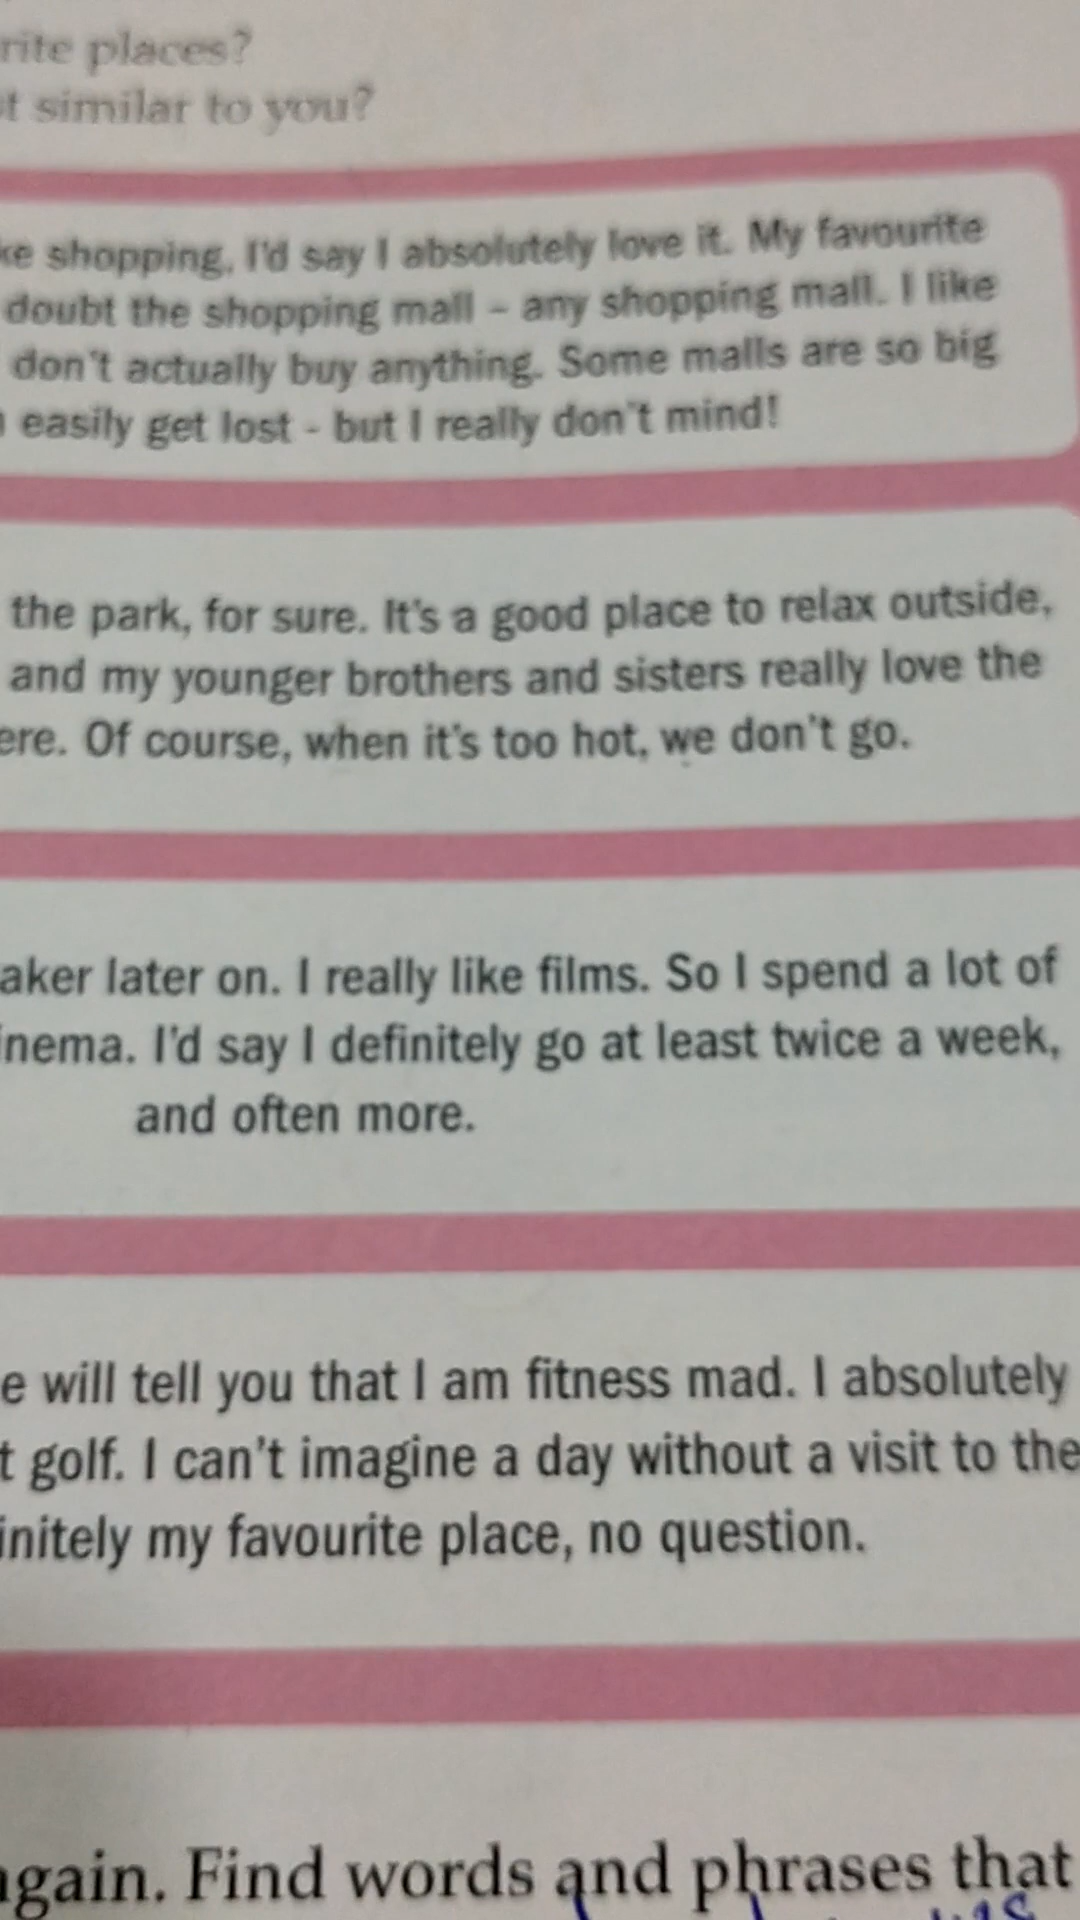 rite places?
t similar to you?
ke shopping, I'd say I absolutely love it. My favourite
doubt the shopping mall – any shopping mall. I like
don't actually buy anything. Some malls are so big
easily get lost - but I really don't mind!
the park, for sure. It's a good place to relax outside,
and my younger brothers and sisters really love the
ere. Of course, when it's too hot, we don't go.
aker later on. I really like films. So I spend a lot of
inema. I'd say I definitely go at least twice a week,
and often more.
e will tell you that I am fitness mad. I absolutely
t golf. I can't imagine a day without a visit to the
initely my favourite place, no question.
again. Find words and phrases that